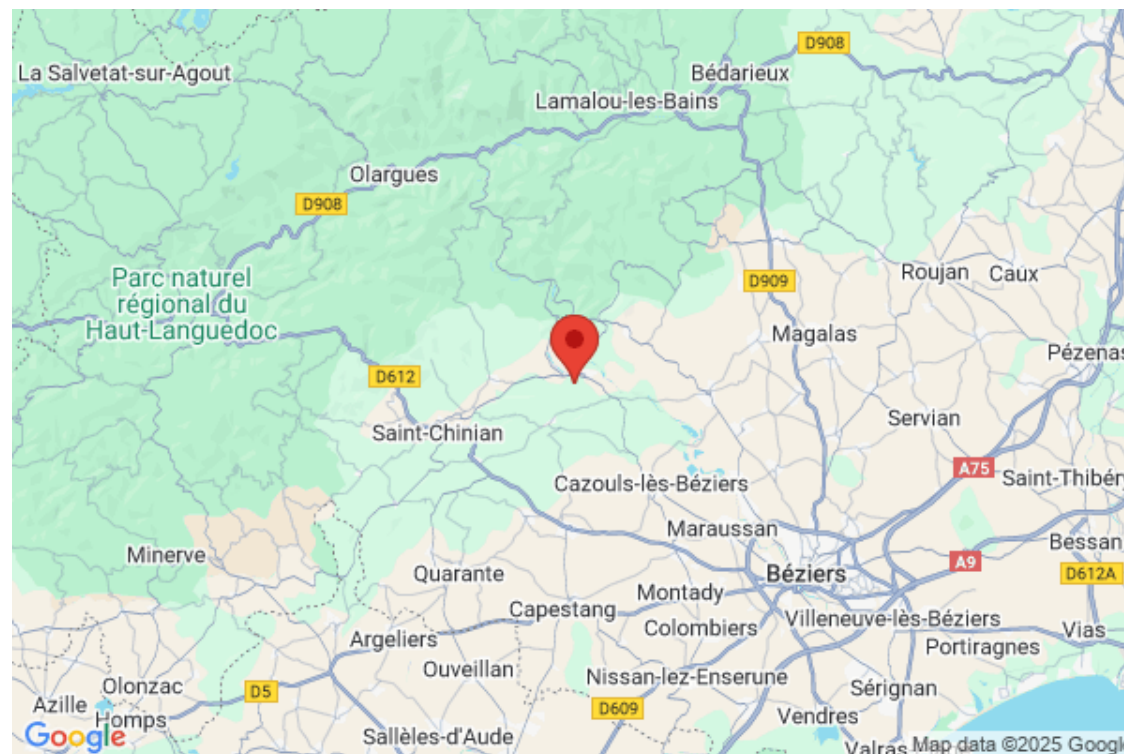 D908
La Salvetat-sur-Agout
Bédarieux
Lamalou-les-Bains
Olargues
D908
Parc naturel
régional du
Haut-Languedoc
Roujan
Caux
D909
Magalas
Pézenas
D612
Servian
Saint-Chinian
A75
Saint-Thibéry
Cazouls-lès-Béziers
Maraussan
Bessan
Minerve
A9
Quarante
Béziers
D612A
Montady
Capestang
Villeneuve-lès-Béziers
Colombiers
Vias
Argeliers
Portiragnes
Ouveillan
Nissan-lez-Enserune
Olonzac
D5
Sérignan
Azille
Homps
D609
Vendres
Google
Sallèles-d'Aude
Valras
Map data ©2025 Google